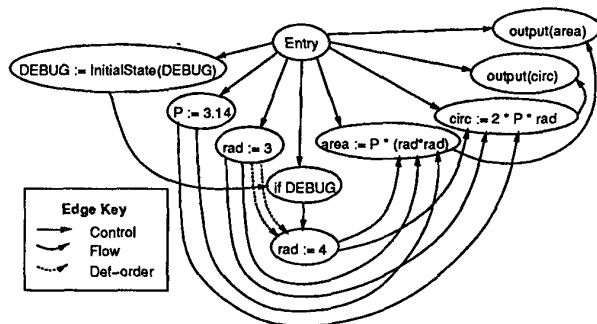 Entry
output(area)
DEBUG := InitialState(DEBUG)
output(circ)
P := 3.14
circ := 2 * P * rad
rad := 3
area := P * (rad*rad)
if DEBUG
rad := 4
Edge Key
Control
Flow
Def-order